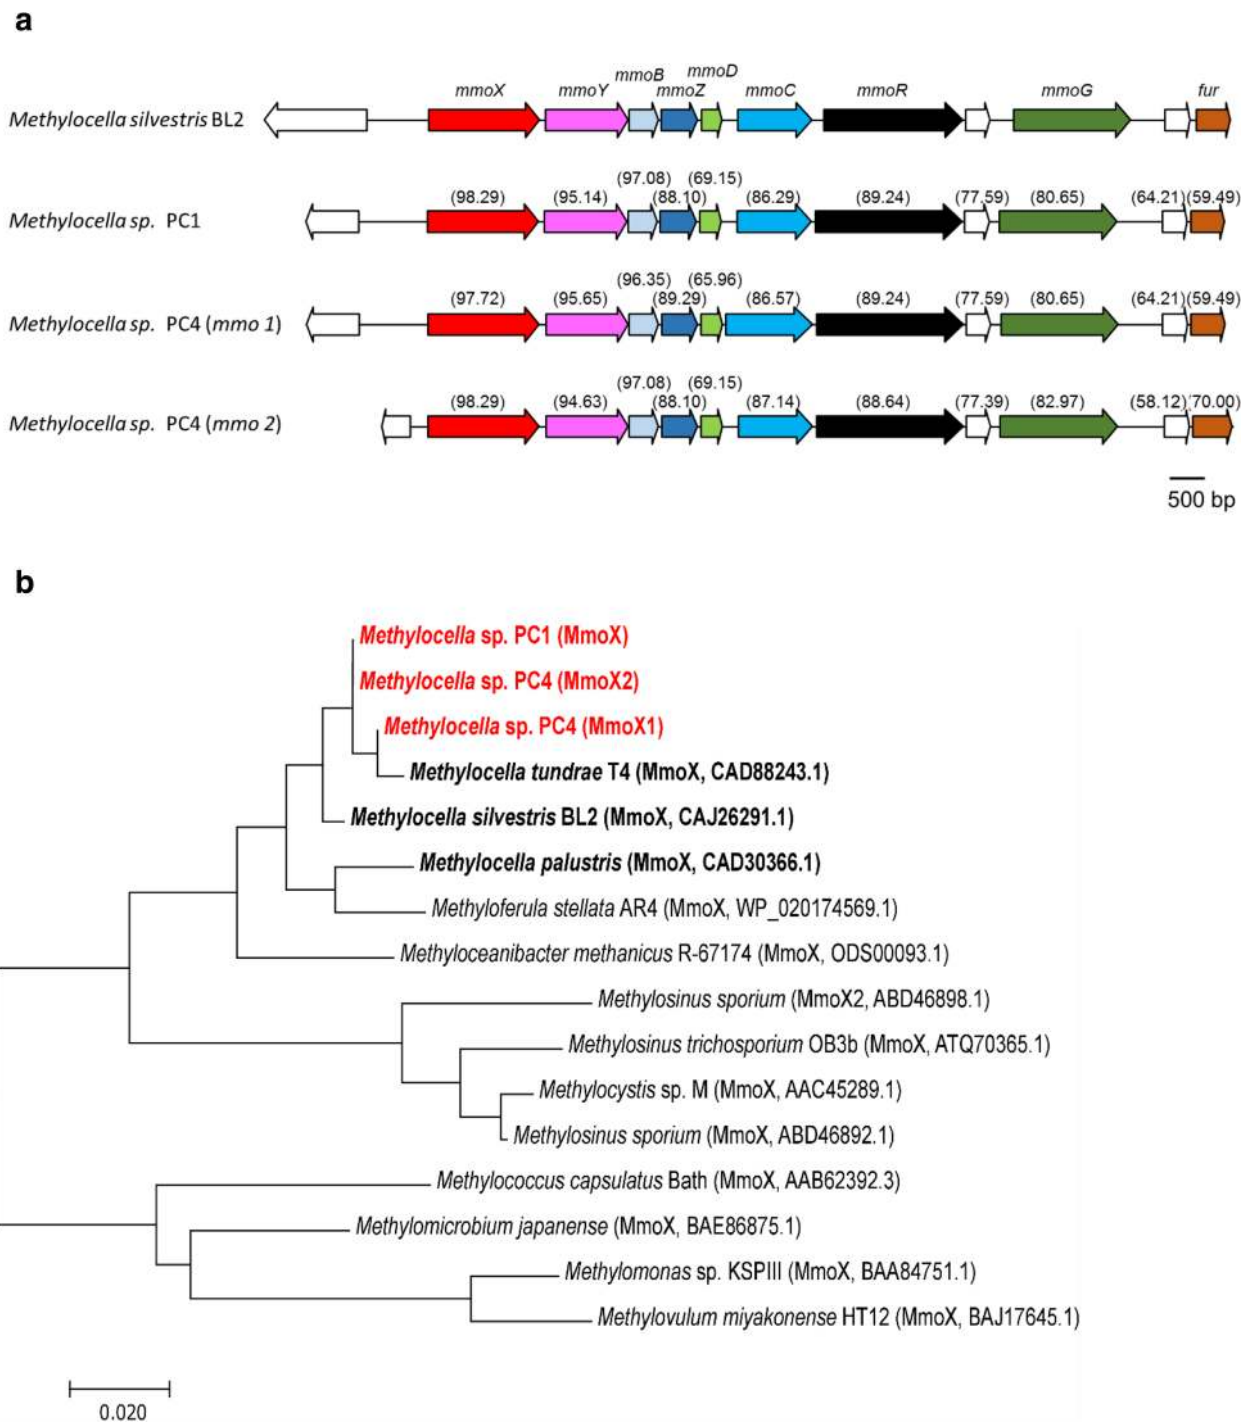 a
mmoX mmoY mmoB mmoZ mmoD mmoC mmoR mmoG fur
Methylocella silvestris BL2
(97.08) (69.15)
(98.29) (95.14) (88.10) (86.29) (89.24) (77.59) (80.65) (64.21) (59.49)
Methylocella sp. PC1
(96.35) (65.96)
(97.72) (95.65) (89.29) (86.57) (89.24) (77.59) (80.65) (64.21) (59.49)
Methylocella sp. PC4 (mmo 1)
(97.08) (69.15)
(98.29) (94.63) (88.10) (87.14) (88.64) (77.39) (82.97) (58.12) 70.00)
Methylocella sp. PC4 (mmo 2)
500 bp
b
Methylocella sp. PC1 (MmoX)
Methylocella sp. PC4 (MmoX2)
Methylocella sp. PC4 (MmoX1)
Methylocella tundrae T4 (MmoX, CAD88243.1)
Methylocella silvestris BL2 (MmoX, CAJ26291.1)
Methylocella palustris (MmoX, CAD30366.1)
Methyloferula stellata AR4 (MmoX, WP_020174569.1)
Methyloceanibacter methanicus R-67174 (MmoX, ODS00093.1)
Methylosinus sporium (MmoX2, ABD46898.1)
Methylosinus trichosporium OB3b (MmoX, ATQ70365.1)
Methylocystis sp. M (MmoX, AAC45289.1)
Methylosinus sporium (MmoX, ABD46892.1)
Methylococcus capsulatus Bath (MmoX, AAB62392.3)
Methylomicrobium japanense (MmoX, BAE86875.1)
Methylomonas sp. KSPIII (MmoX, BAA84751.1)
Methylovulum miyakonense HT12 (MmoX, BAJ17645.1)
0.020